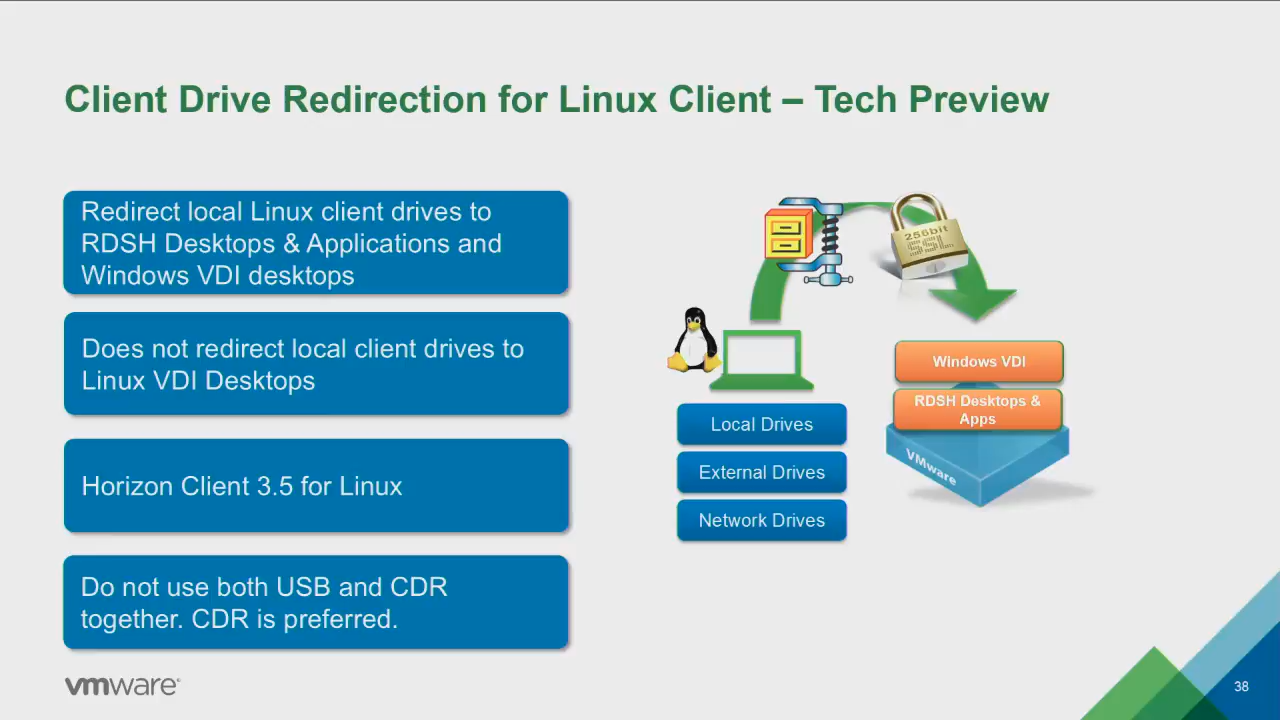 Client Drive Redirection for Linux Client – Tech Preview
Redirect local Linux client drives to
RDSH Desktops & Applications and
Windows VDI desktops
Does not redirect local client drives to
Linux VDI Desktops
Horizon Client 3.5 for Linux
Do not use both USB and CDR
together. CDR is preferred.
256bit
Local Drives
External Drives
Network Drives
Windows VDI
RDSH Desktops &
Apps
VMware
vmware®
38